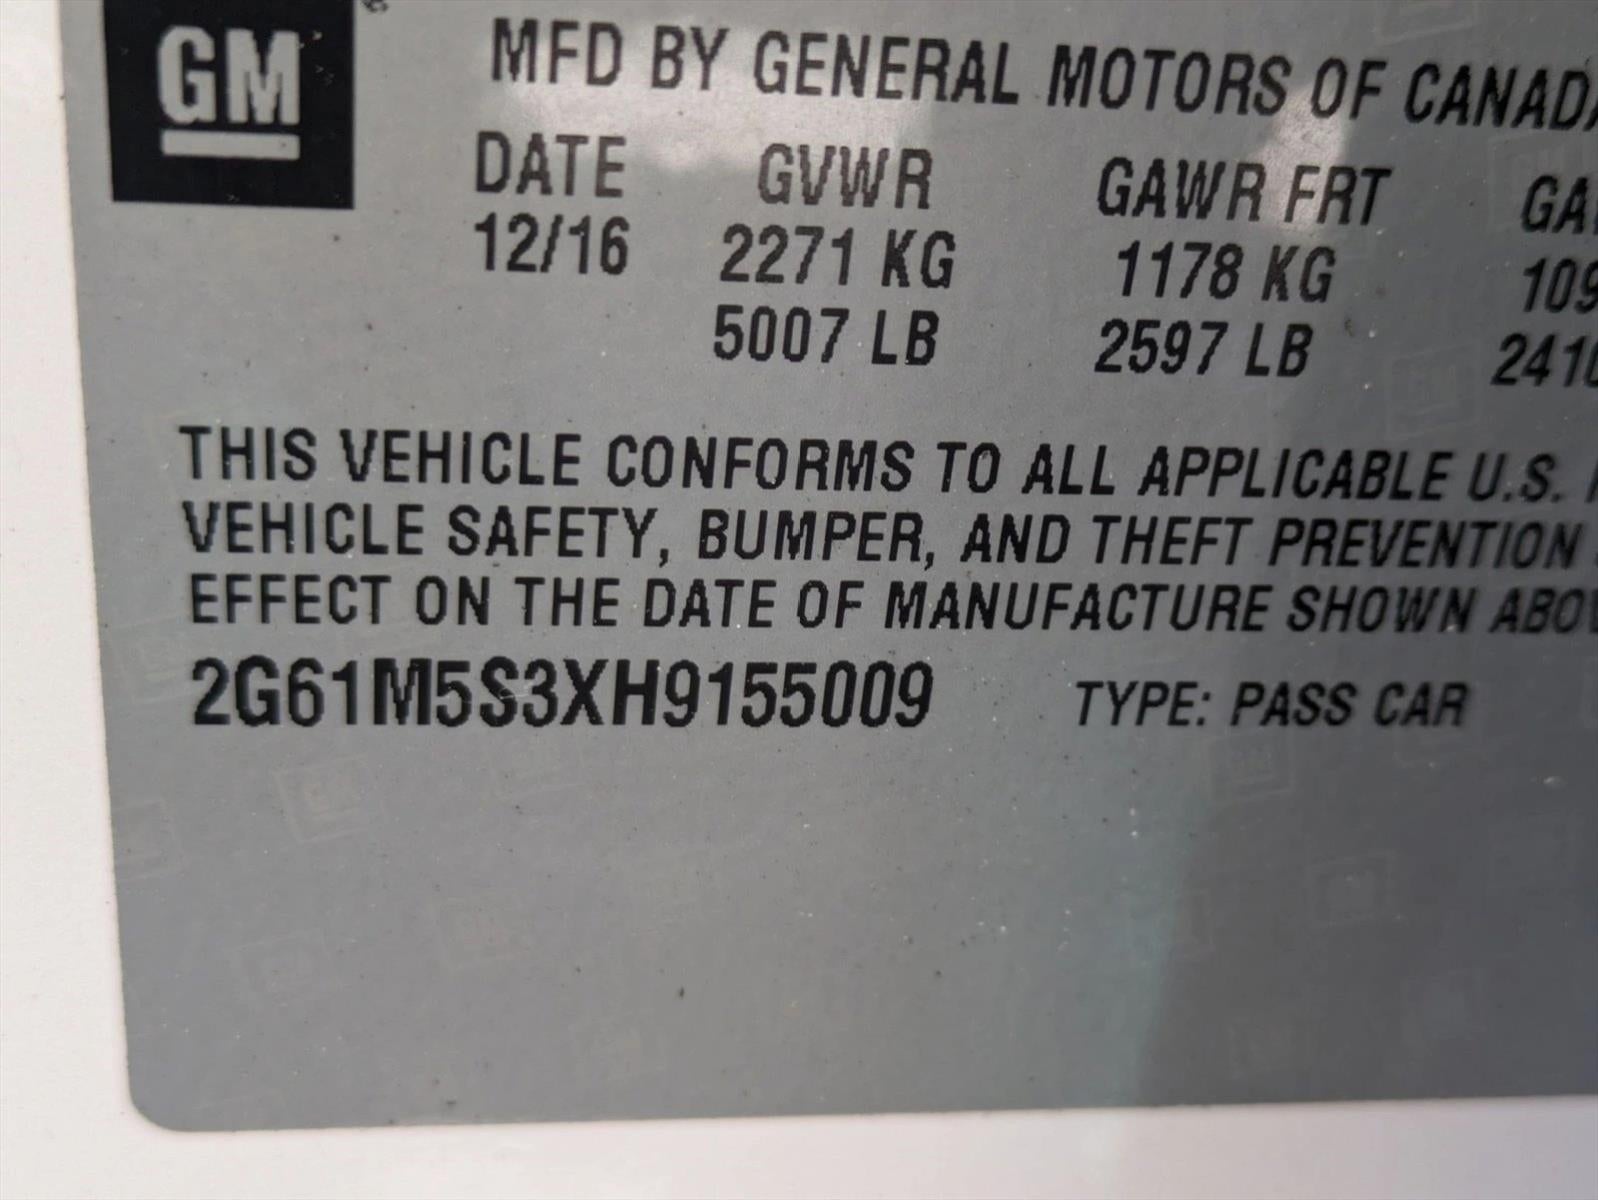 GM
MFD BY GENERAL MOTORS OF CANADA
DATE GVWR GAWR FRT
12/16 2271 KG 1178 KG
5007 LB 2597 LB
THIS VEHICLE CONFORMS TO ALL APPLICABLE U.S.
VEHICLE SAFETY, BUMPER, AND THEFT PREVENTION
EFFECT ON THE DATE OF MANUFACTURE SHOWN
2G61M5S3XH9155009 TYPE: PASS CAR